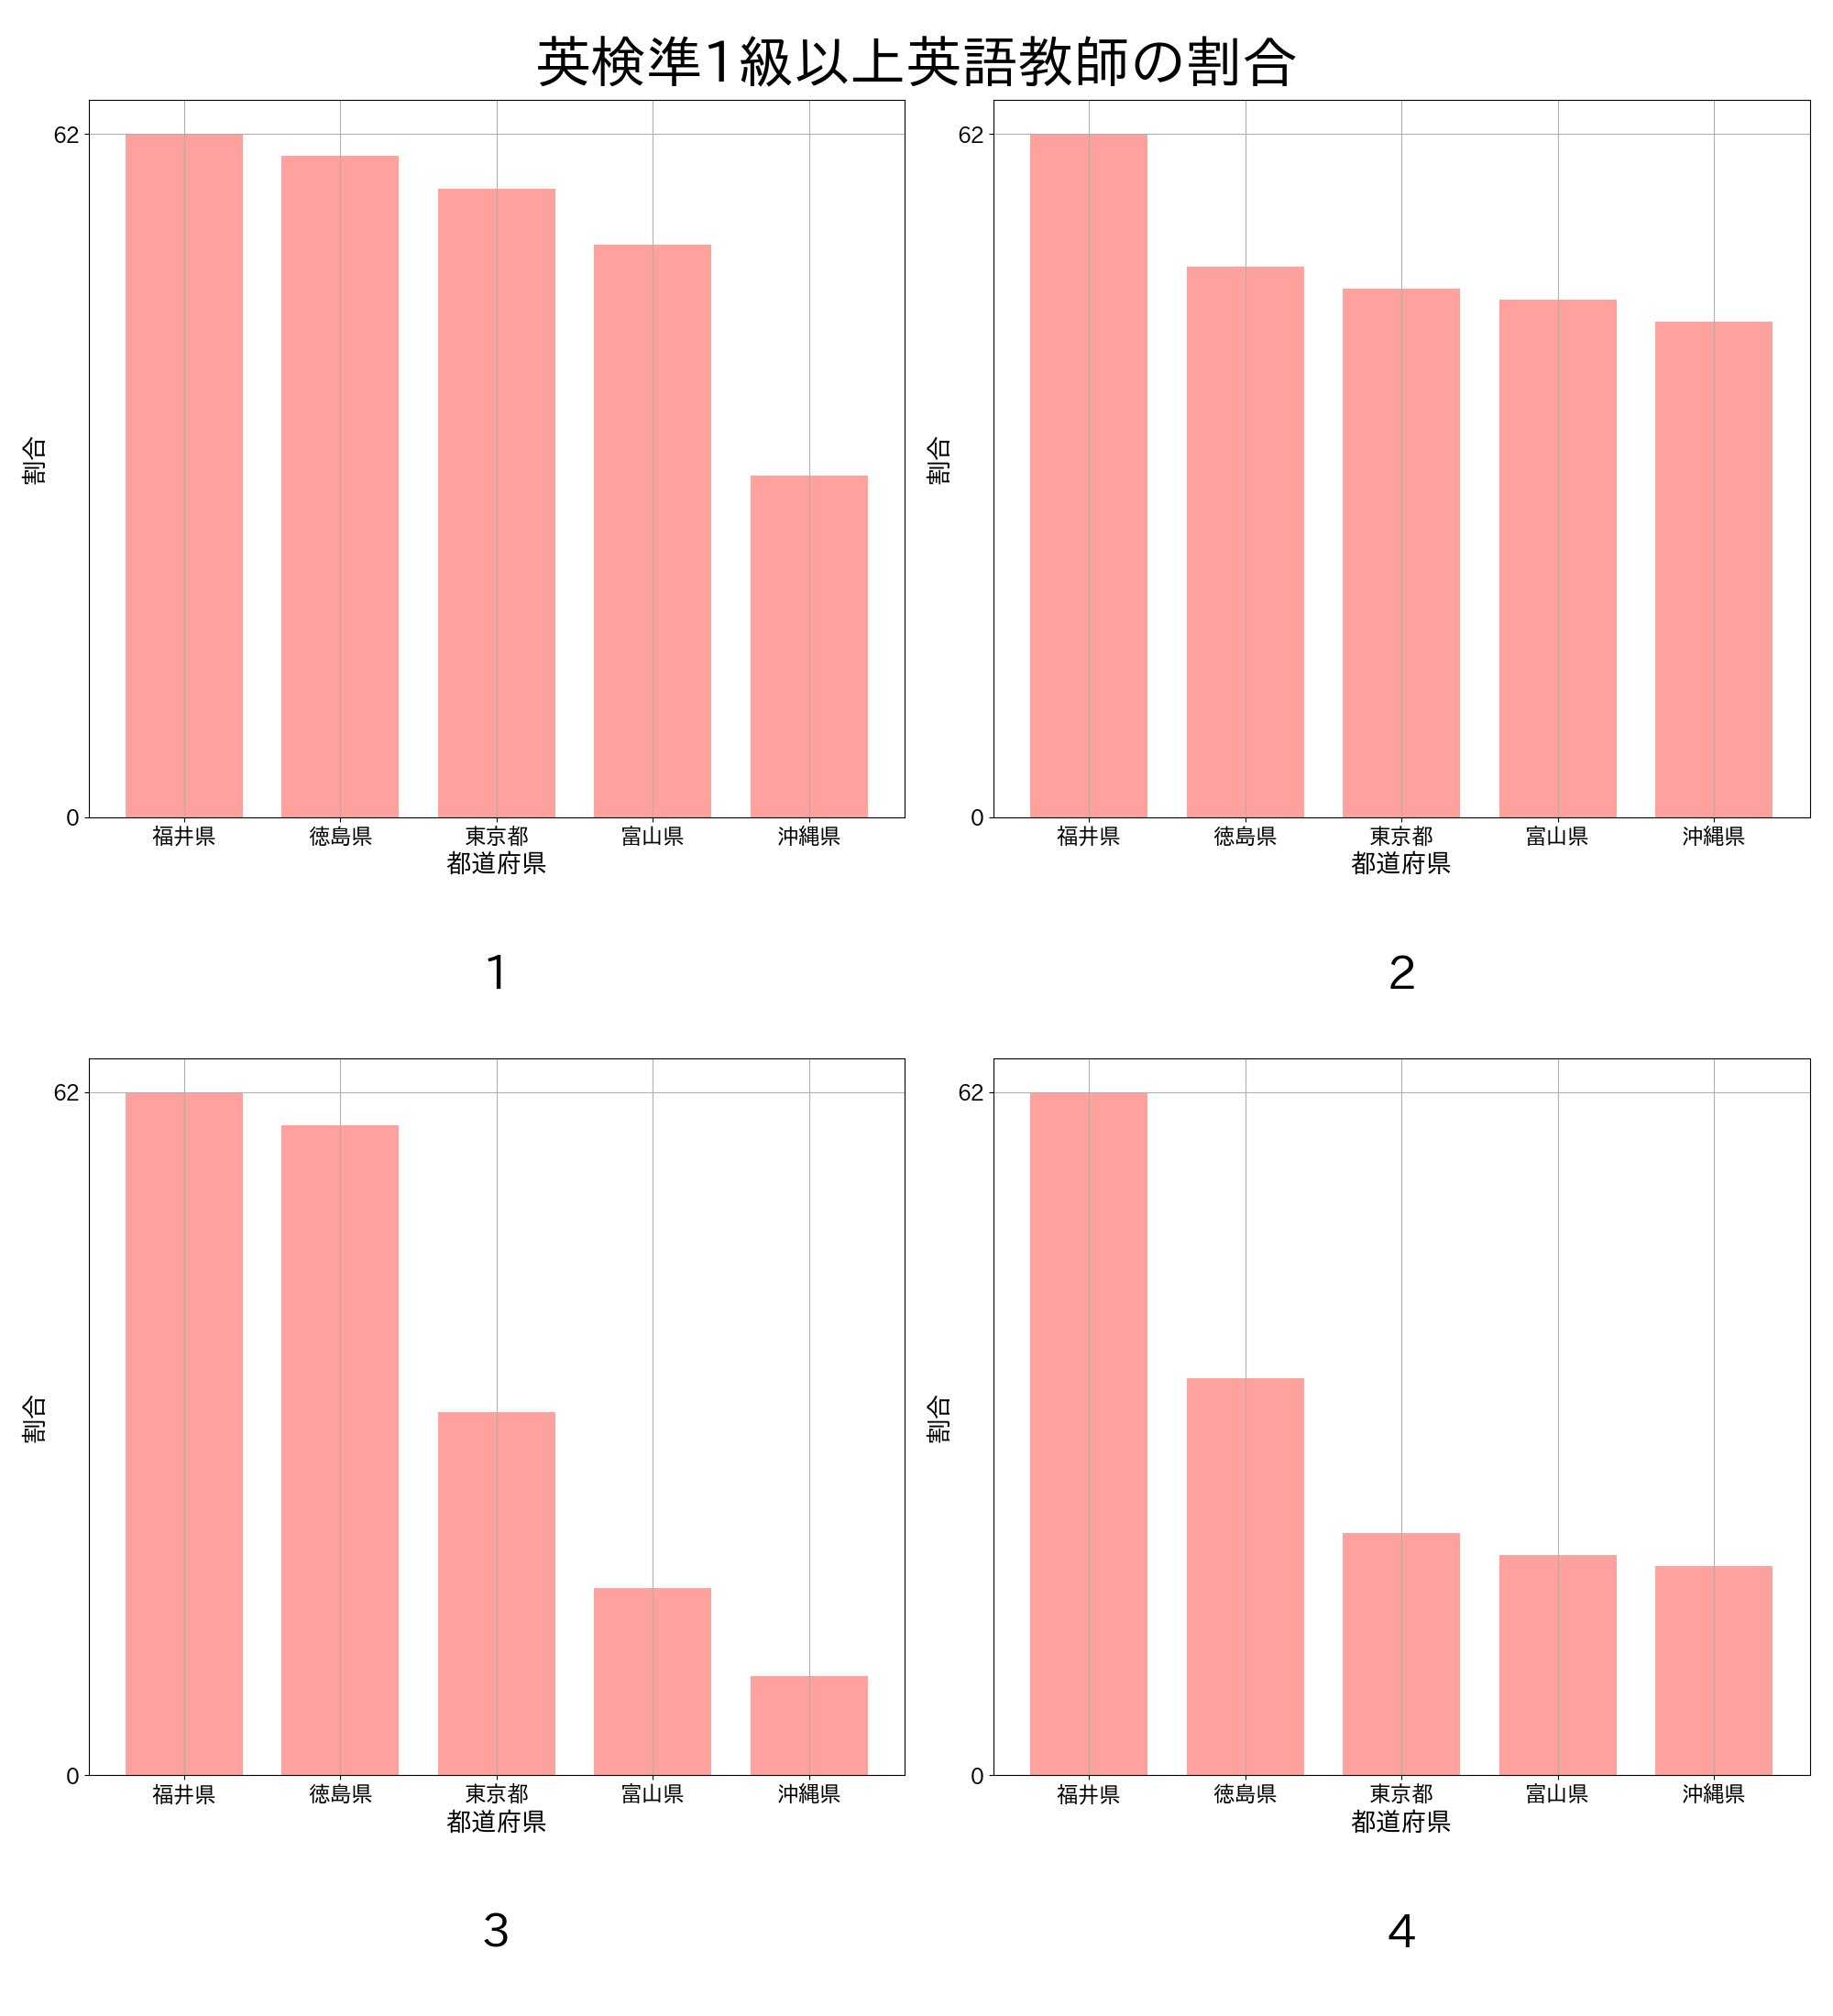 英検準1級以上英語教師の割合
62
0
割合
福井県 徳島県 東京都 富山県 沖縄県
都道府県
1
62
0
割合
福井県 徳島県 東京都 富山県 沖縄県
都道府県
2
62
0
割合
福井県 徳島県 東京都 富山県 沖縄県
都道府県
3
62
0
割合
福井県 徳島県 東京都 富山県 沖縄県
都道府県
4